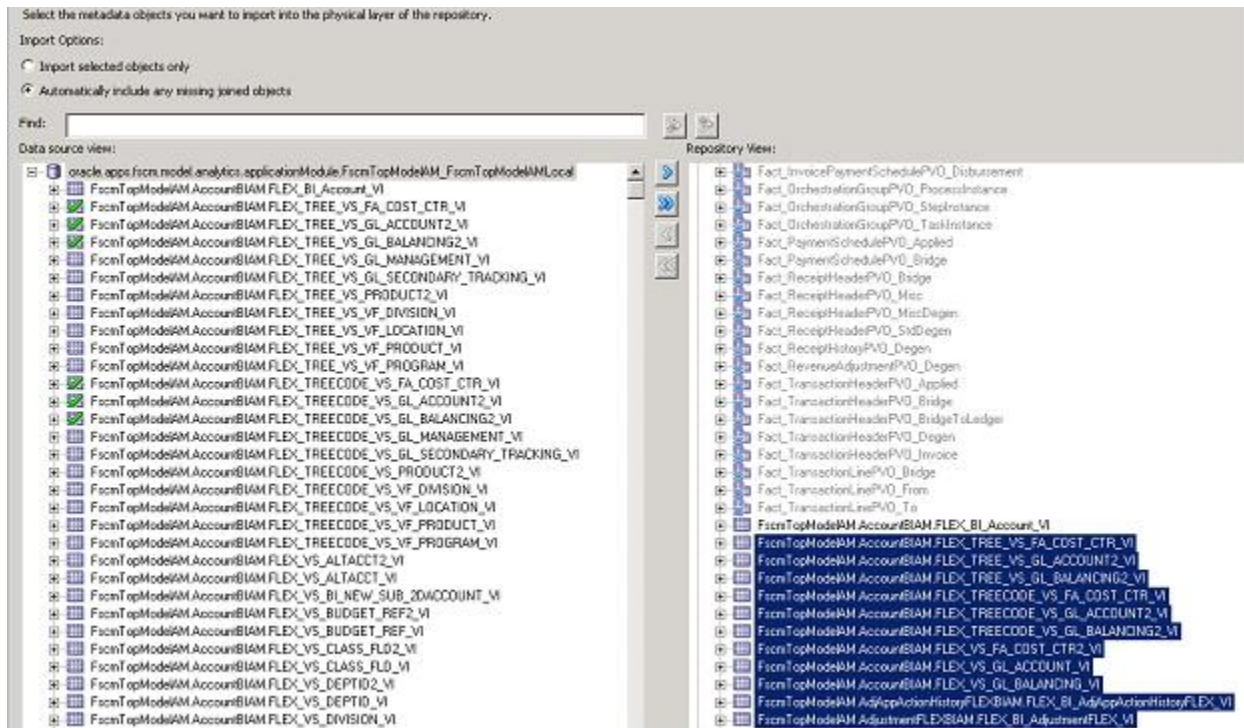 Select the metadata objects you want to import into the physical layer of the repository.
Import Options:
Import selected objects only
Automatically include any missing joined objects
Find:
Data source view:
oracle.apps.fscm.model.analytics.applicationModule.FscmTopModelAM_FscmTopModelAMLocal
FscmTopModelAM.AccountBIAM.FLEX_BI_Account_VI
FscmTopModelAM.AccountBIAM.FLEX_TREE_VS_FA_COST_CTR_VI
FscmTopModelAM.AccountBIAM.FLEX_TREE_VS_GL_ACCOUNT2_VI
FscmTopModelAM.AccountBIAM.FLEX_TREE_VS_GL_BALANCING2_VI
FscmTopModelAM.AccountBIAM.FLEX_TREE_VS_GL_MANAGEMENT_VI
FscmTopModelAM.AccountBIAM.FLEX_TREE_VS_GL_SECONDARY_TRACKING_VI
FscmTopModelAM.AccountBIAM.FLEX_TREE_VS_PRODUCT2_VI
FscmTopModelAM.AccountBIAM.FLEX_TREE_VS_VF_DIVISION_VI
FscmTopModelAM.AccountBIAM.FLEX_TREE_VS_VF_LOCATION_VI
FscmTopModelAM.AccountBIAM.FLEX_TREE_VS_VF_PRODUCT_VI
FscmTopModelAM.AccountBIAM.FLEX_TREE_VS_VF_PROGRAM_VI
FscmTopModelAM.AccountBIAM.FLEX_TREECODE_VS_FA_COST_CTR_VI
FscmTopModelAM.AccountBIAM.FLEX_TREECODE_VS_GL_ACCOUNT2_VI
FscmTopModelAM.AccountBIAM.FLEX_TREECODE_VS_GL_BALANCING2_VI
FscmTopModelAM.AccountBIAM.FLEX_TREECODE_VS_GL_MANAGEMENT_VI
FscmTopModelAM.AccountBIAM.FLEX_TREECODE_VS_GL_SECONDARY_TRACKING_VI
FscmTopModelAM.AccountBIAM.FLEX_TREECODE_VS_PRODUCT2_VI
FscmTopModelAM.AccountBIAM.FLEX_TREECODE_VS_VF_DIVISION_VI
FscmTopModelAM.AccountBIAM.FLEX_TREECODE_VS_VF_LOCATION_VI
FscmTopModelAM.AccountBIAM.FLEX_TREECODE_VS_VF_PRODUCT_VI
FscmTopModelAM.AccountBIAM.FLEX_TREECODE_VS_VF_PROGRAM_VI
FscmTopModelAM.AccountBIAM.FLEX_VS_ALTACCT2_VI
FscmTopModelAM.AccountBIAM.FLEX_VS_ALTACCT_VI
FscmTopModelAM.AccountBIAM.FLEX_VS_BI_NEW_SUB_2DACCOUNT_VI
FscmTopModelAM.AccountBIAM.FLEX_VS_BUDGET_REF2_VI
FscmTopModelAM.AccountBIAM.FLEX_VS_BUDGET_REF_VI
FscmTopModelAM.AccountBIAM.FLEX_VS_CLASS_FLD2_VI
FscmTopModelAM.AccountBIAM.FLEX_VS_CLASS_FLD_VI
FscmTopModelAM.AccountBIAM.FLEX_VS_DEPTID2_VI
FscmTopModelAM.AccountBIAM.FLEX_VS_DEPTID_VI
FscmTopModelAM.AccountBIAM.FLEX_VS_DIVISION_VI
Repository View:
Fact_InvoicePaymentSchedulePVO_Disbursement
Fact_OrchestrationGroupPVO_ProcessInstance
Fact_OrchestrationGroupPVO_StepInstance
Fact_OrchestrationGroupPVO_TaskInstance
Fact_PaymentSchedulePVO_Applied
Fact_PaymentSchedulePVO_Bridge
Fact_ReceiptHeaderPVO_Bridge
Fact_ReceiptHeaderPVO_Misc
Fact_ReceiptHeaderPVO_MiscDegen
Fact_ReceiptHeaderPVO_StdDegen
Fact_ReceiptHistoryPVO_Degen
Fact_RevenueAdjustmentPVO_Degen
Fact_TransactionHeaderPVO_Applied
Fact_TransactionHeaderPVO_Bridge
Fact_TransactionHeaderPVO_BridgeToLedger
Fact_TransactionHeaderPVO_Degen
Fact_TransactionHeaderPVO_Invoice
Fact_TransactionLinePVO_Bridge
Fact_TransactionLinePVO_From
Fact_TransactionLinePVO_To
FscmTopModelAM.AccountBIAM.FLEX_BI_Account_VI
FscmTopModelAM.AccountBIAM.FLEX_TREE_VS_FA_COST_CTR_VI
FscmTopModelAM.AccountBIAM.FLEX_TREE_VS_GL_ACCOUNT2_VI
FscmTopModelAM.AccountBIAM.FLEX_TREE_VS_GL_BALANCING2_VI
FscmTopModelAM.AccountBIAM.FLEX_TREECODE_VS_FA_COST_CTR_VI
FscmTopModelAM.AccountBIAM.FLEX_TREECODE_VS_GL_ACCOUNT2_VI
FscmTopModelAM.AccountBIAM.FLEX_TREECODE_VS_GL_BALANCING2_VI
FscmTopModelAM.AccountBIAM.FLEX_VS_FA_COST_CTR2_VI
FscmTopModelAM.AccountBIAM.FLEX_VS_GL_ACCOUNT_VI
FscmTopModelAM.AccountBIAM.FLEX_VS_GL_BALANCING_VI
FscmTopModelAM.AdjAppActionHistoryFLEXBIAM.FLEX_BI_AdjAppActionHistoryFLEX_VI
FscmTopModelAM.AdjustmentFLEXBIAM.FLEX_BI_AdjustmentFLEX_VI